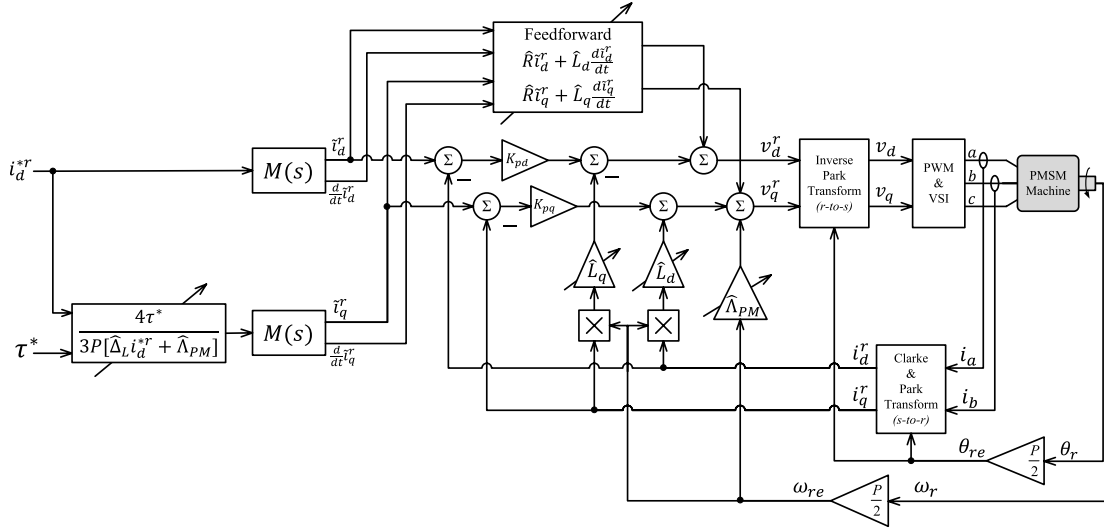 Feedforward
R̂ĩ_d^r + L̂_d dĩ_d^r/dt
R̂ĩ_q^r + L̂_q dĩ_q^r/dt
i_d^{*r}
M(s)
ĩ_d^r
d/dt ĩ_d^r
Σ
−
K_pd
Σ
−
Σ
v_d^r
Inverse
Park
Transform
(r-to-s)
v_d
PWM
&
VSI
a
b
c
PMSM
Machine
Σ
−
K_pq
Σ
Σ
v_q^r
v_q
L̂_q
L̂_d
Λ̂_PM
×
×
τ*
4τ*
3P[Δ̂_L i_d^{*r} + Λ̂_PM]
M(s)
ĩ_q^r
d/dt ĩ_q^r
i_d^r
i_q^r
Clarke
&
Park
Transform
(s-to-r)
i_a
i_b
θ_re
P/2
θ_r
ω_re
P/2
ω_r